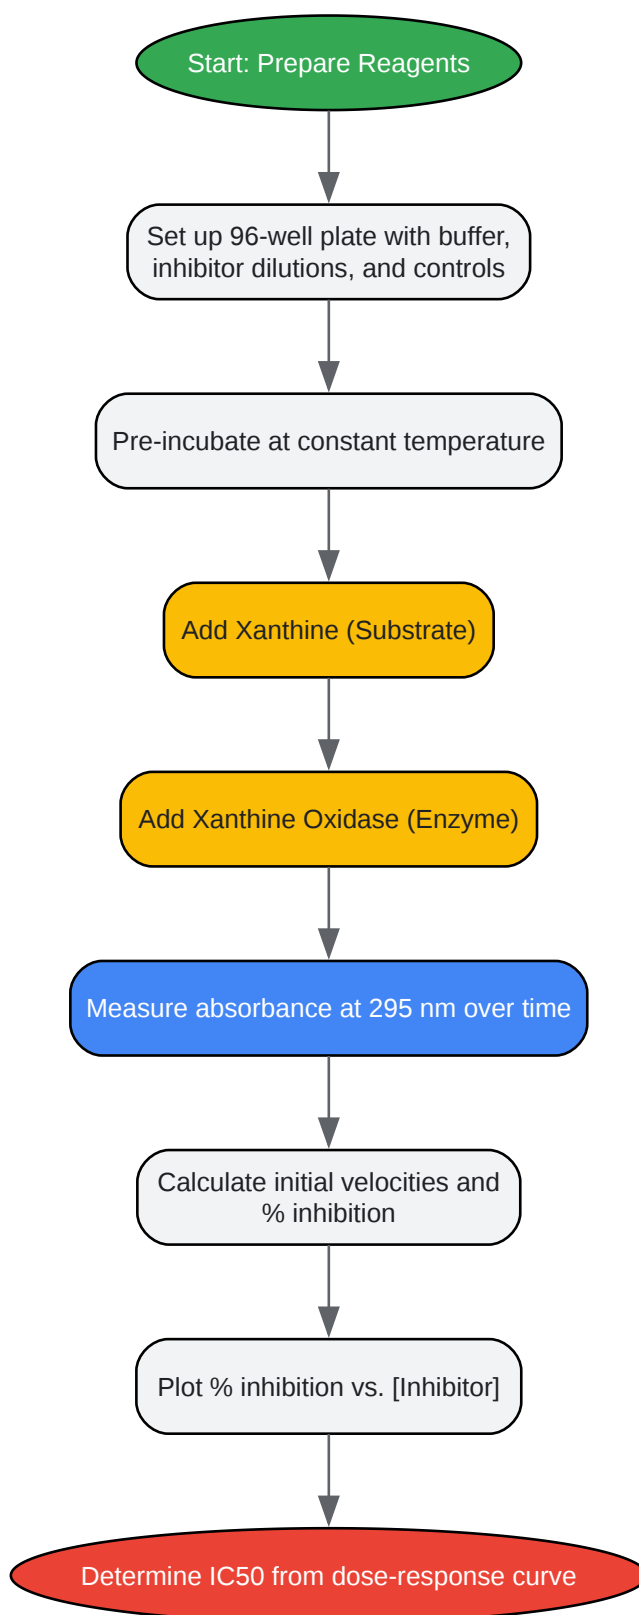 Start: Prepare Reagents
Set up 96-well plate with buffer,
inhibitor dilutions, and controls
Pre-incubate at constant temperature
Add Xanthine (Substrate)
Add Xanthine Oxidase (Enzyme)
Measure absorbance at 295 nm over time
Calculate initial velocities and
% inhibition
Plot % inhibition vs. [Inhibitor]
Determine IC50 from dose-response curve